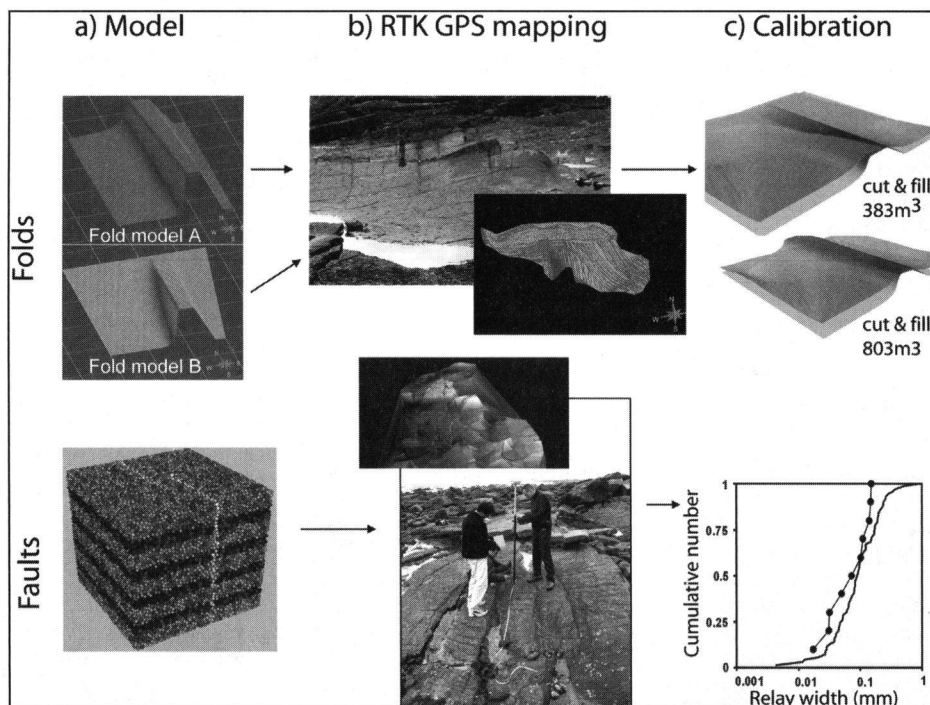 a) Model
b) RTK GPS mapping
c) Calibration
Folds
Fold model A
Fold model B
cut & fill
383m³
cut & fill
803m3
Faults
Cumulative number
1
0.75
0.5
0.25
0
0.001
0.01
0.1
1
Relay width (mm)